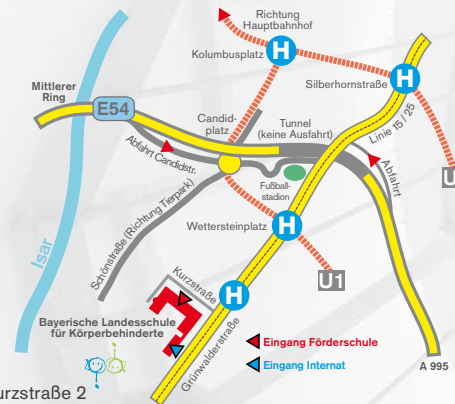 Richtung
Hauptbahnhof
H
Kolumbusplatz
Silberhornstraße
H
Mittlerer
Ring
E54
Candid-
platz
Tunnel
(keine Ausfahrt)
Linie 15 / 25
Abfahrt Candidstr.
Abfahrt
Fußball-
stadion
U
Schönstraße (Richtung Tierpark)
Wettersteinplatz
H
Isar
U1
Kurzstraße
H
Bayerische Landesschule
für Körperbehinderte
Grünwalderstraße
Eingang Förderschule
Eingang Internat
A 995
urzstraße 2